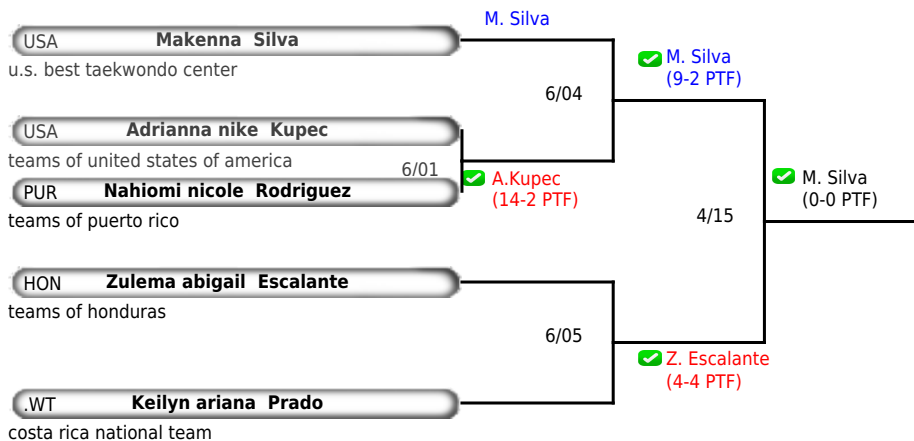 M. Silva
USA Makenna Silva
u.s. best taekwondo center
M. Silva
(9-2 PTF)
6/04
USA Adrianna nike Kupec
teams of united states of america
6/01
A.Kupec
(14-2 PTF)
PUR Nahiomi nicole Rodriguez
teams of puerto rico
M. Silva
(0-0 PTF)
4/15
HON Zulema abigail Escalante
teams of honduras
6/05
Z. Escalante
(4-4 PTF)
.WT Keilyn ariana Prado
costa rica national team